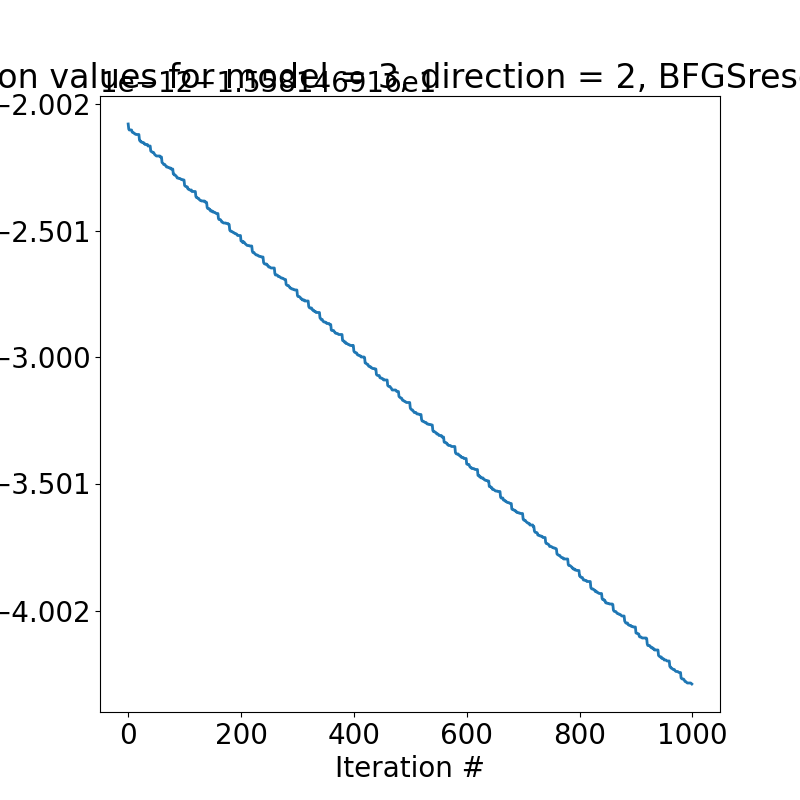 on values for model = 3, direction = 2, BFGSres
1e−12−1.558146916e1
−2.002
−2.501
−3.000
−3.501
−4.002
0 200 400 600 800 1000
Iteration #